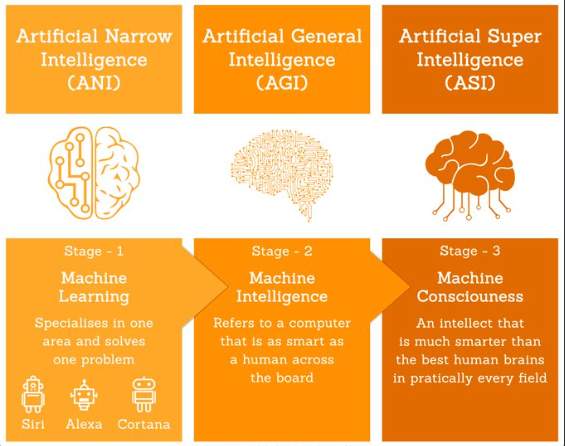 Artificial Narrow
Intelligence
(ANI)
Artificial General
Intelligence
(AGI)
Artificial Super
Intelligence
(ASI)
Stage - 1
Machine
Learning
Specialises in one
area and solves
one problem
Siri
Alexa
Cortana
Stage - 2
Machine
Intelligence
Refers to a computer
that is as smart as
a human across
the board
Stage - 3
Machine
Consciouness
An intellect that
is much smarter than
the best human brains
in pratically every field